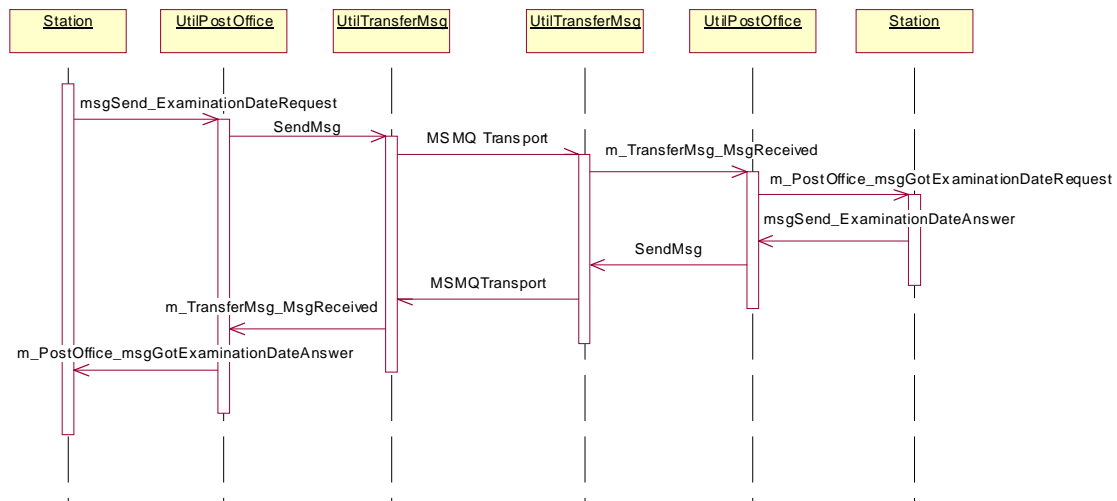 Station
UtilPostOffice
UtilTransferMsg
UtilTransferMsg
UtilPostOffice
Station
msgSend_ExaminationDateRequest
SendMsg
MSMQ Transport
m_TransferMsg_MsgReceived
m_PostOffice_msgGotExaminationDateRequest
msgSend_ExaminationDateAnswer
SendMsg
MSMQTransport
m_TransferMsg_MsgReceived
m_PostOffice_msgGotExaminationDateAnswer